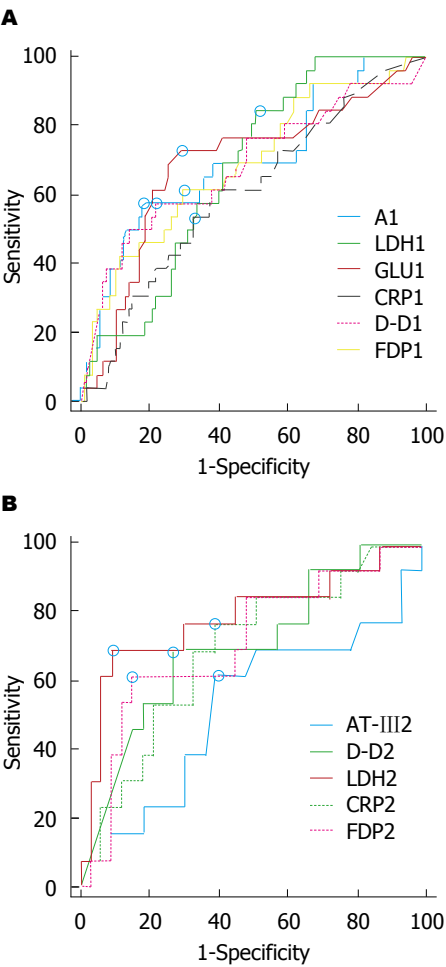 A
100
80
60
40
20
0
Sensitivity
A1
LDH1
GLU1
CRP1
D-D1
FDP1
0 20 40 60 80 100
1-Specificity
B
100
80
60
40
20
0
Sensitivity
AT-III2
D-D2
LDH2
CRP2
FDP2
0 20 40 60 80 100
1-Specificity